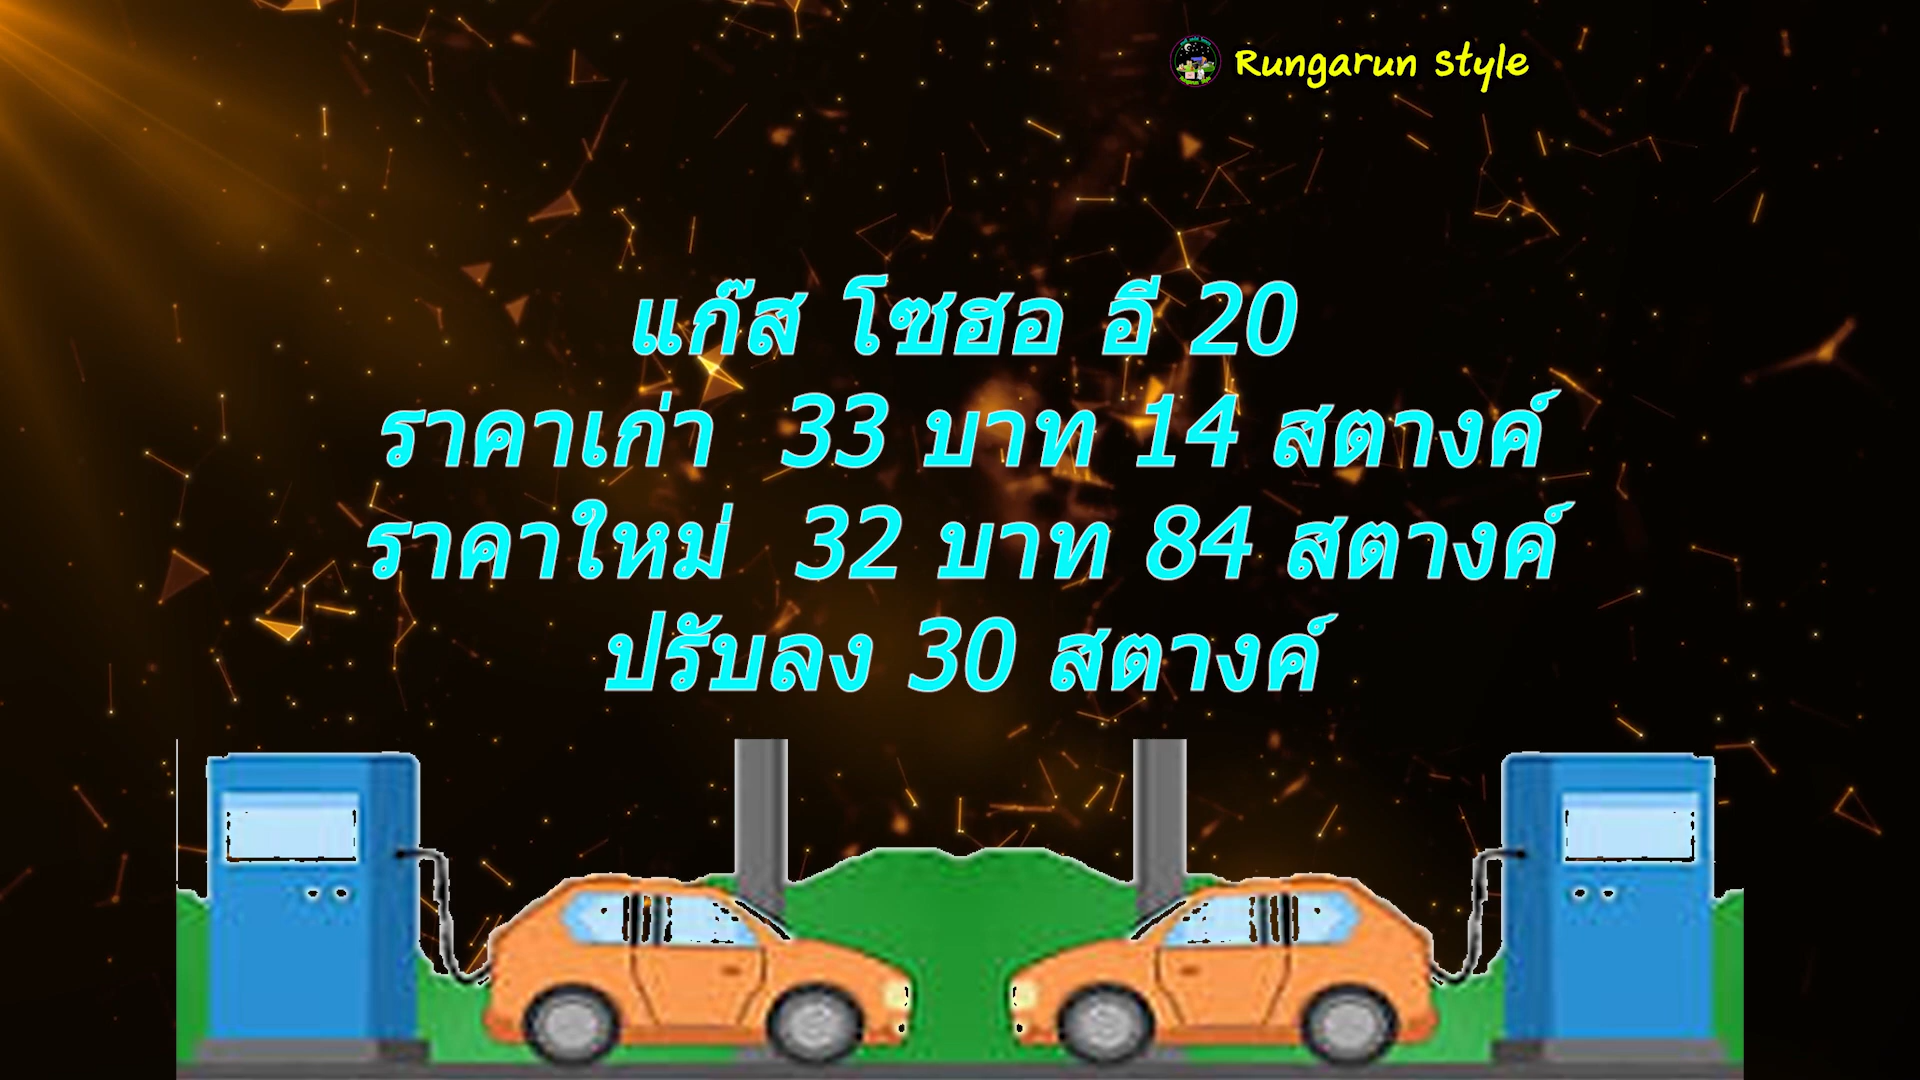 Rungarun Style
แก๊ส โซฮอ อี 20
ราคาเก่า 33 บาท 14 สตางค์
ราคาใหม่ 32 บาท 84 สตางค์
ปรับลง 30 สตางค์